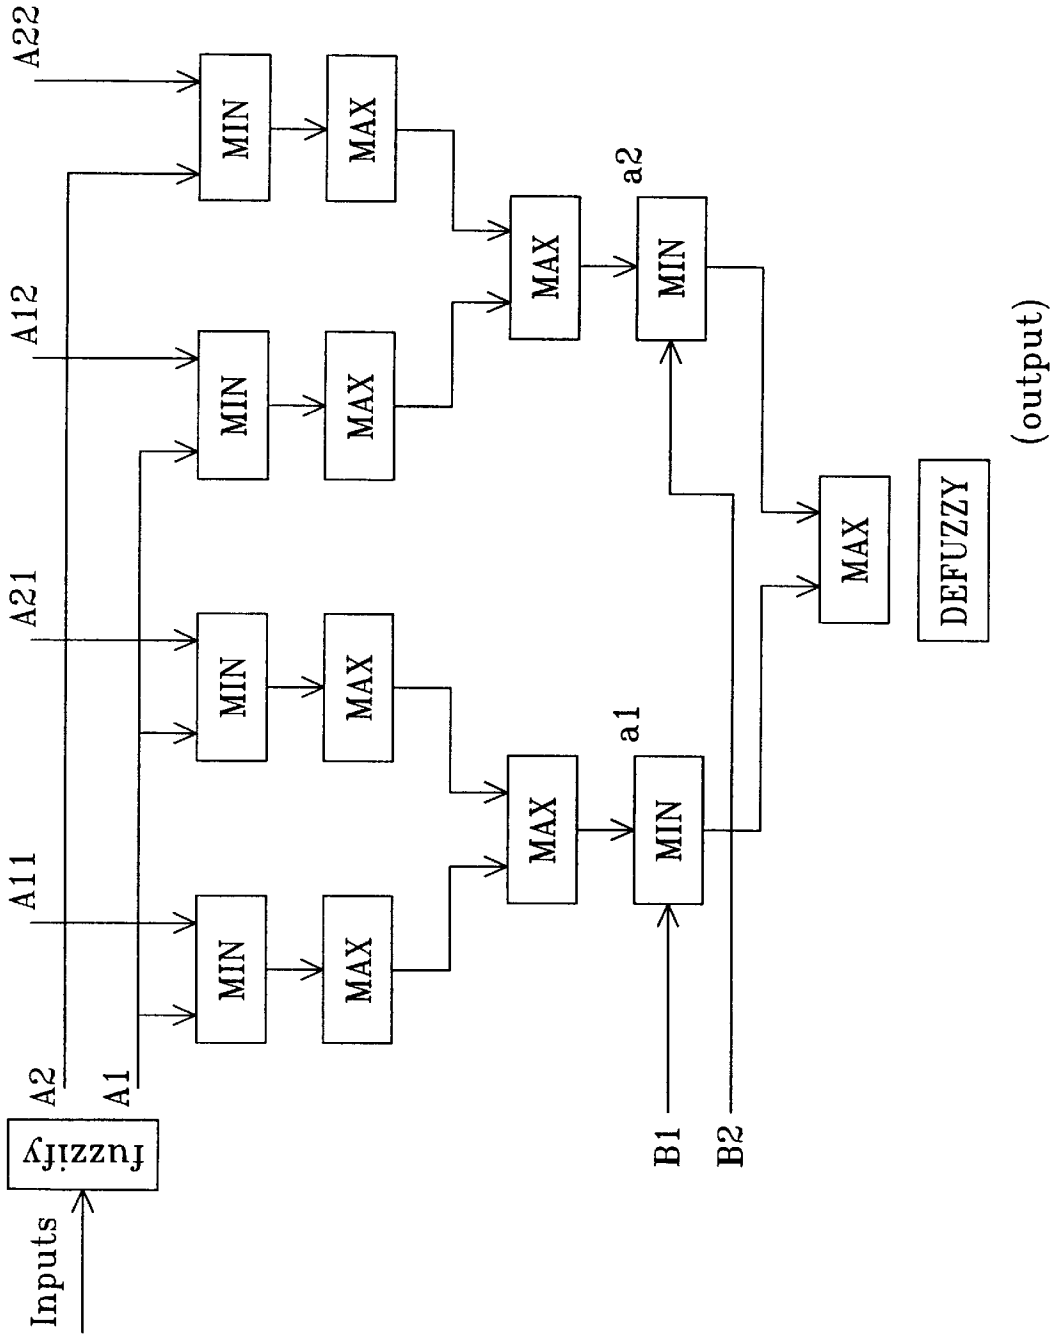 Inputs
fuzzify
A2
A1
A11
A21
A12
A22
MIN
MIN
MIN
MIN
MAX
MAX
MAX
MAX
MAX
MAX
a1
a2
B1
MIN
MIN
B2
MAX
DEFUZZY
(output)